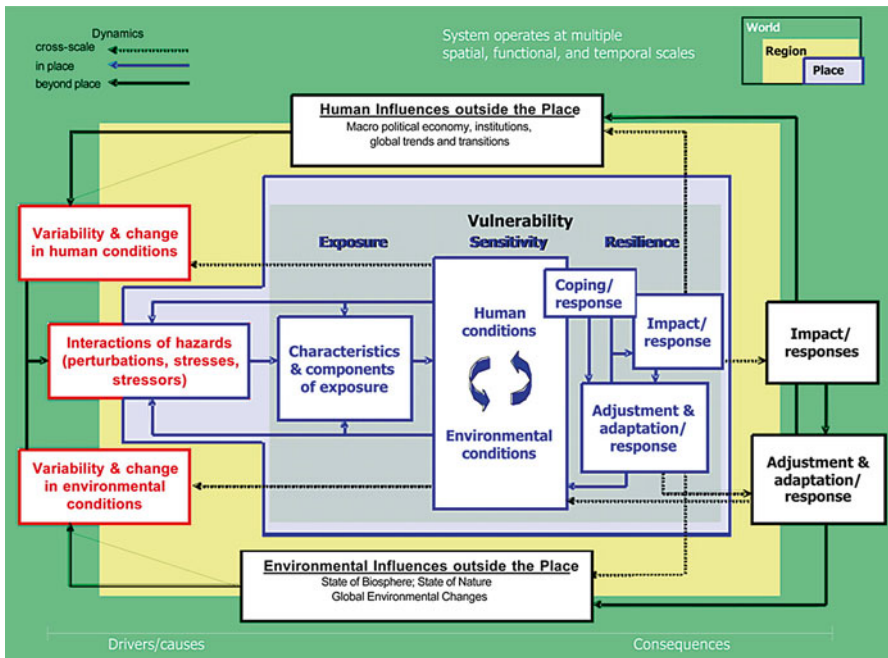 Dynamics
cross-scale
in place
beyond place
System operates at multiple
spatial, functional, and temporal scales
World
Region
Place
Human Influences outside the Place
Macro political economy, institutions,
global trends and transitions
Variability & change
in human conditions
Vulnerability
Exposure
Sensitivity
Resilience
Coping/
response
Interactions of hazards
(perturbations, stresses,
stressors)
Characteristics
& components
of exposure
Human
conditions
Environmental
conditions
Impact/
response
Adjustment &
adaptation/
response
Impact/
responses
Adjustment &
adaptation/
response
Variability & change
in environmental
conditions
Environmental Influences outside the Place
State of Biosphere; State of Nature
Global Environmental Changes
Drivers/causes
Consequences